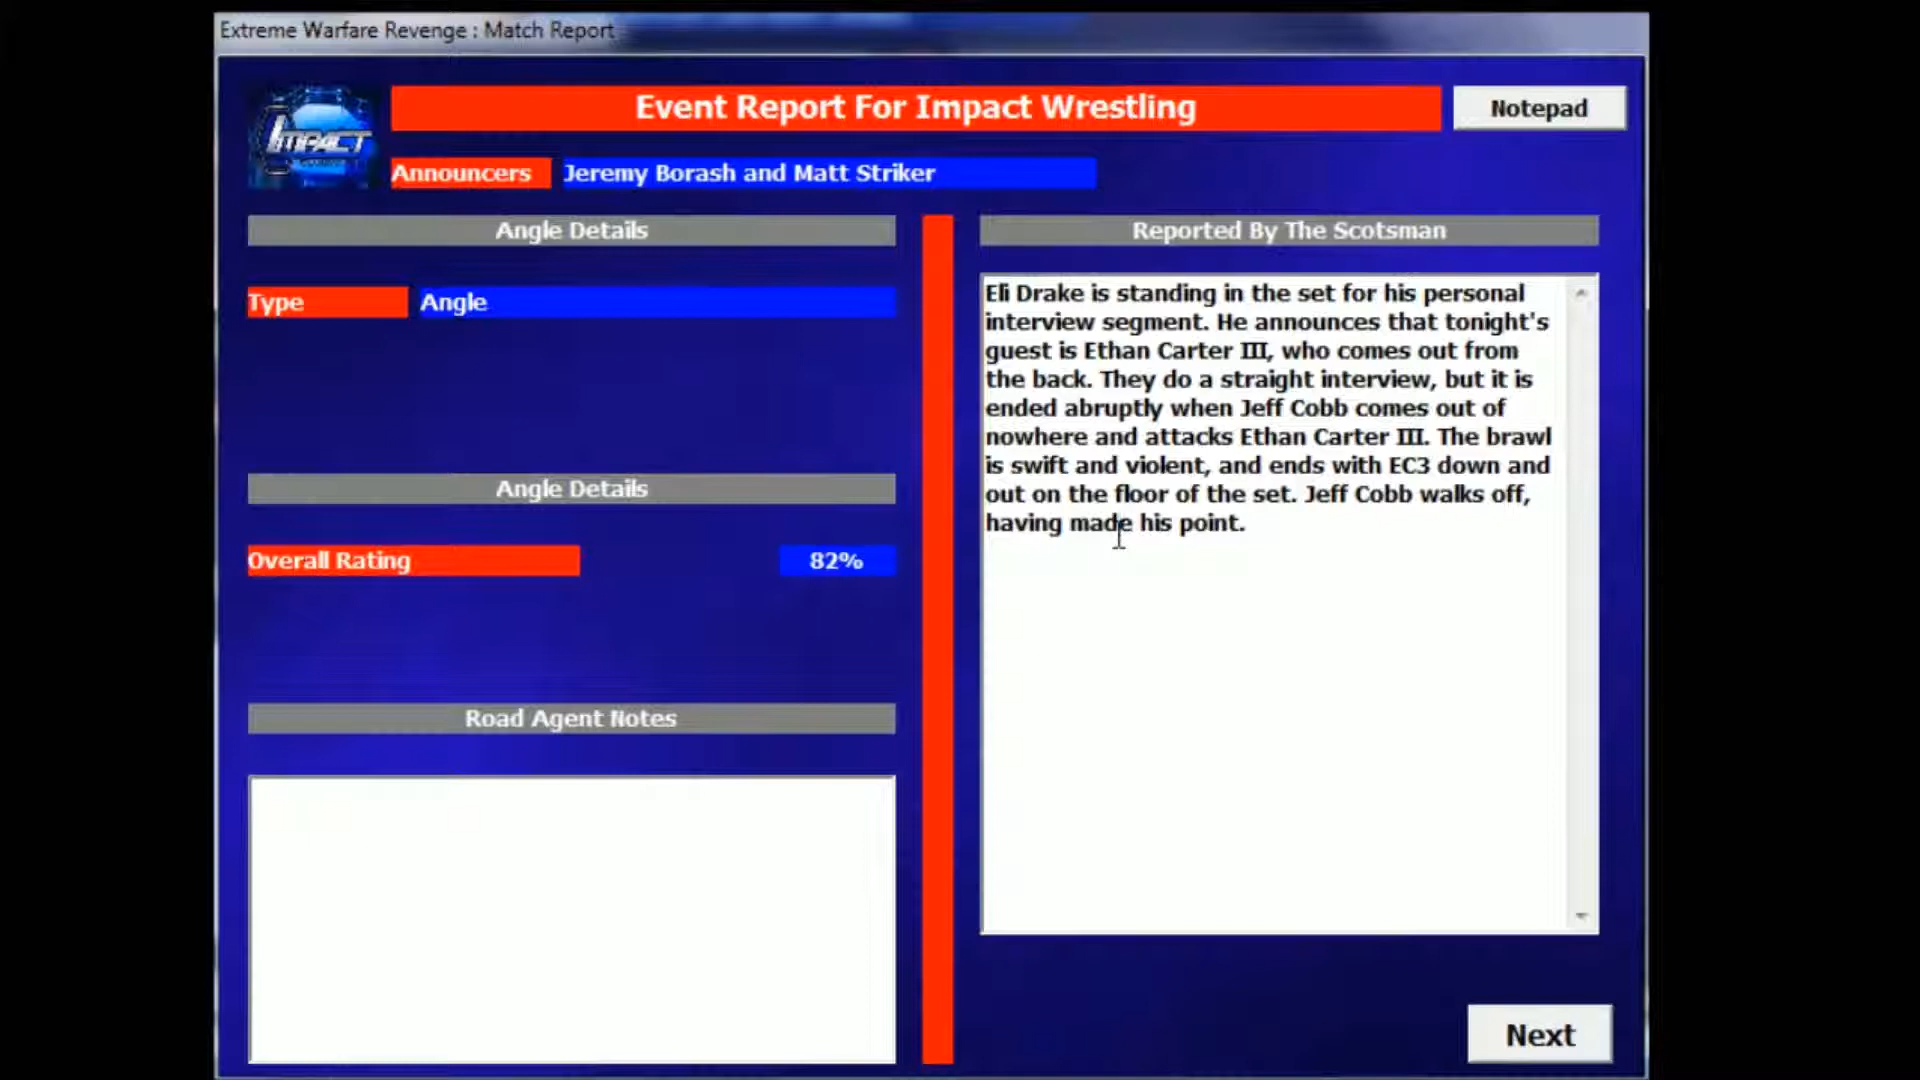 Extreme Warfare Revenge : Match Report
IMPACT
Event Report For Impact Wrestling
Notepad
Announcers
Jeremy Borash and Matt Striker
Angle Details
Type
Angle
Angle Details
Overall Rating
82%
Road Agent Notes
Reported By The Scotsman
Eli Drake is standing in the set for his personal
interview segment. He announces that tonight's
guest is Ethan Carter III, who comes out from
the back. They do a straight interview, but it is
ended abruptly when Jeff Cobb comes out of
nowhere and attacks Ethan Carter III. The brawl
is swift and violent, and ends with EC3 down and
out on the floor of the set. Jeff Cobb walks off,
having made his point.
Next